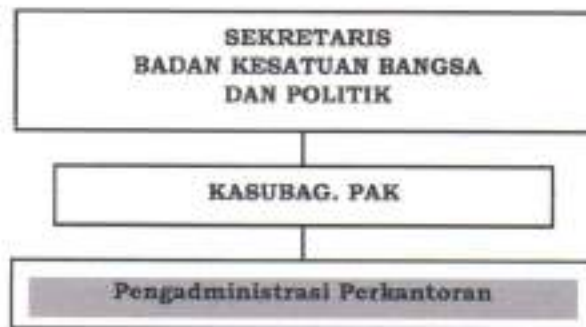 SEKRETARIS
BADAN KESATUAN BANGSA
DAN POLITIK
KASUBAG. PAK
Pengadministrasi Perkantoran